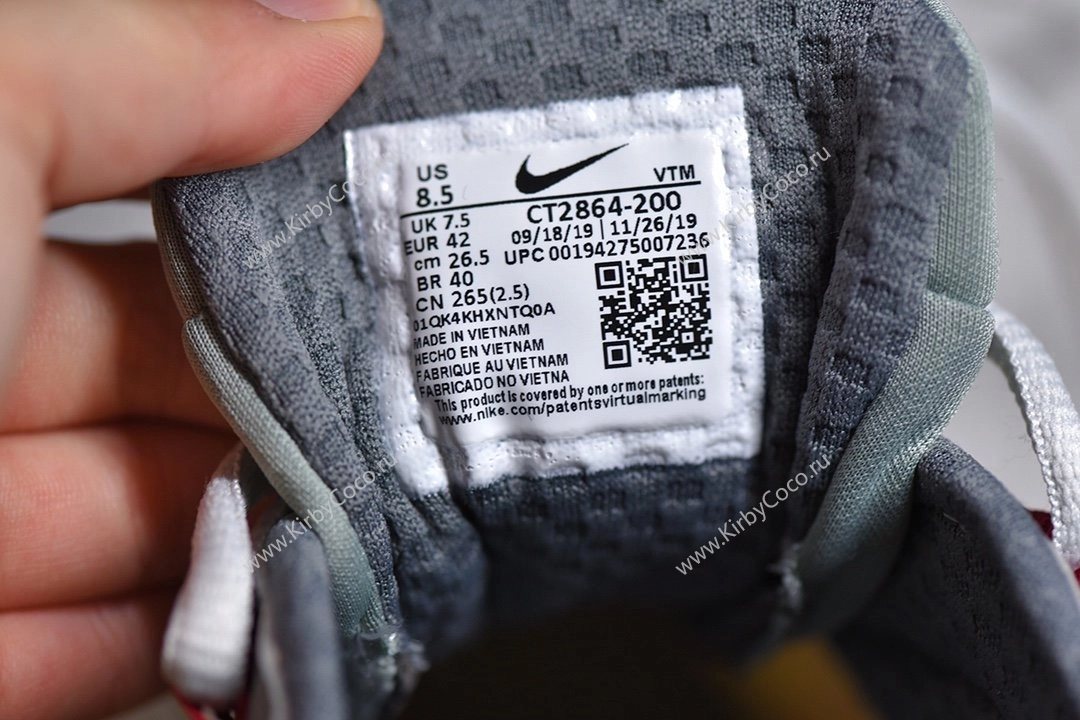 US
8.5
VTM
UK 7.5
CT2864-200
EUR 42
09/18/19 | 11/26/19
cm 26.5
UPC 00194275007236
BR 40
CN 265(2.5)
01QK4KHXNTQ0A
MADE IN VIETNAM
HECHO EN VIETNAM
FABRIQUE AU VIETNAM
FABRICADO NO VIETNA
This product is covered by one or more patents:
www.nike.com/patentsvirtualmarking
www.KirbyCoco.ru
www.KirbyCoco.ru
www.KirbyCoco.ru
www.KirbyCoco.ru